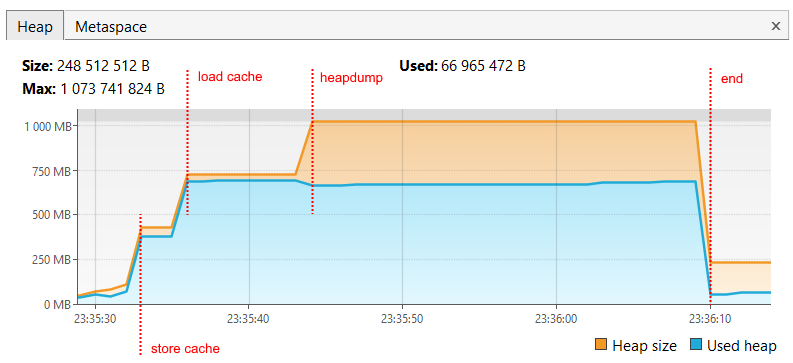 Heap Metaspace ×
Size: 248 512 512 B Used: 66 965 472 B
Max: 1 073 741 824 B
load cache heapdump end
1 000 MB
750 MB
500 MB
250 MB
0 MB
23:35:30 23:35:40 23:35:50 23:36:00 23:36:10
store cache
Heap size Used heap